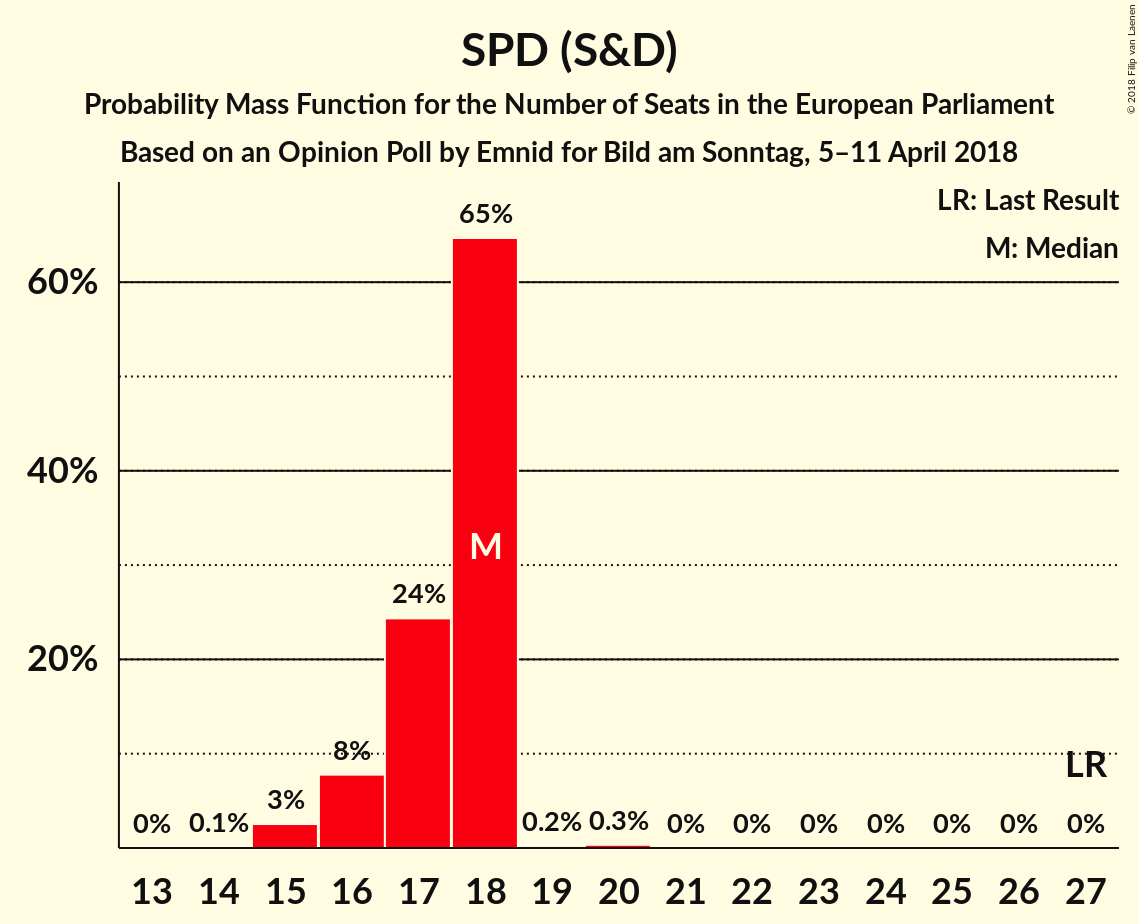 SPD (S&D)
Probability Mass Function for the Number of Seats in the European Parliament
Based on an Opinion Poll by Emnid for Bild am Sonntag, 5–11 April 2018
© 2018 Filip van Laenen
LR: Last Result
M: Median
60%
40%
20%
0%
0.1%
3%
8%
24%
65%
M
0.2%
0.3%
0%
0%
0%
0%
0%
0%
0%
LR
13 14 15 16 17 18 19 20 21 22 23 24 25 26 27